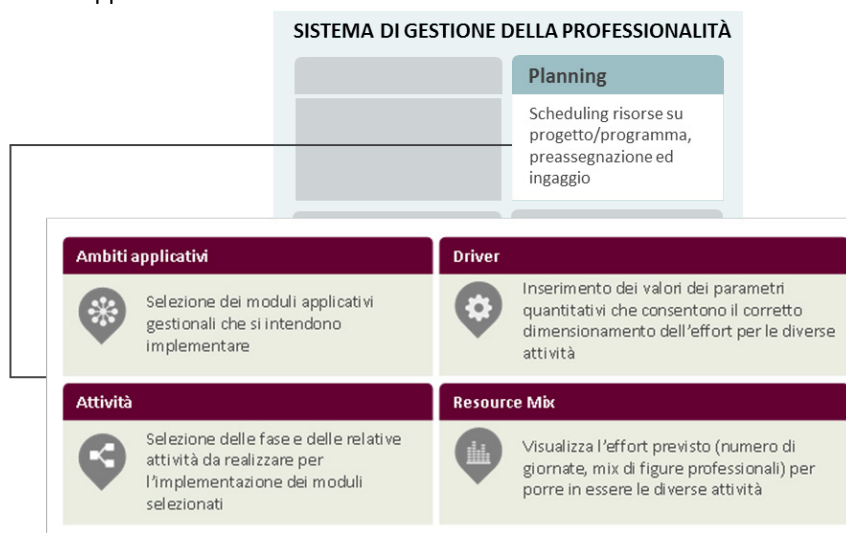 SISTEMA DI GESTIONE DELLA PROFESSIONALITÀ
Planning
Scheduling risorse su
progetto/programma,
preassegnazione ed
ingaggio
Ambiti applicativi
Selezione dei moduli applicativi
gestionali che si intendono
implementare
Driver
Inserimento dei valori dei parametri
quantitativi che consentono il corretto
dimensionamento dell'effort per le diverse
attività
Attività
Selezione delle fase e delle relative
attività da realizzare per
l'implementazione dei moduli
selezionati
Resource Mix
Visualizza l'effort previsto (numero di
giornate, mix di figure professionali) per
porre in essere le diverse attività